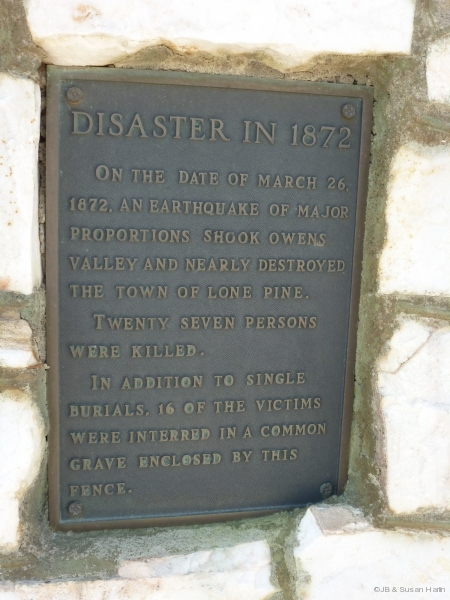 DISASTER IN 1872
ON THE DATE OF MARCH 26,
1872, AN EARTHQUAKE OF MAJOR
PROPORTIONS SHOOK OWENS
VALLEY AND NEARLY DESTROYED
THE TOWN OF LONE PINE.
TWENTY SEVEN PERSONS
WERE KILLED.
IN ADDITION TO SINGLE
BURIALS, 16 OF THE VICTIMS
WERE INTERRED IN A COMMON
GRAVE ENCLOSED BY THIS
FENCE.
©JB & Susan Harlin